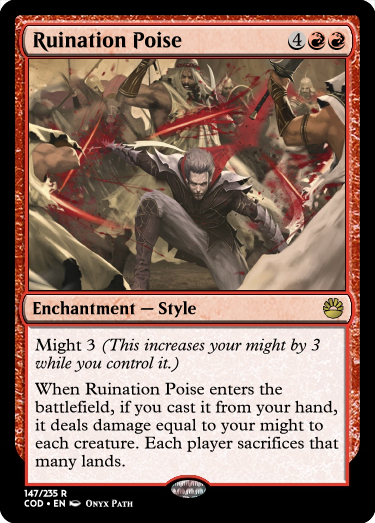 Ruination Poise 4
Enchantment — Style
Might 3 (This increases your might by 3
while you control it.)
When Ruination Poise enters the
battlefield, if you cast it from your hand,
it deals damage equal to your might to
each creature. Each player sacrifices that
many lands.
147/235 R
COD • EN Onyx Path